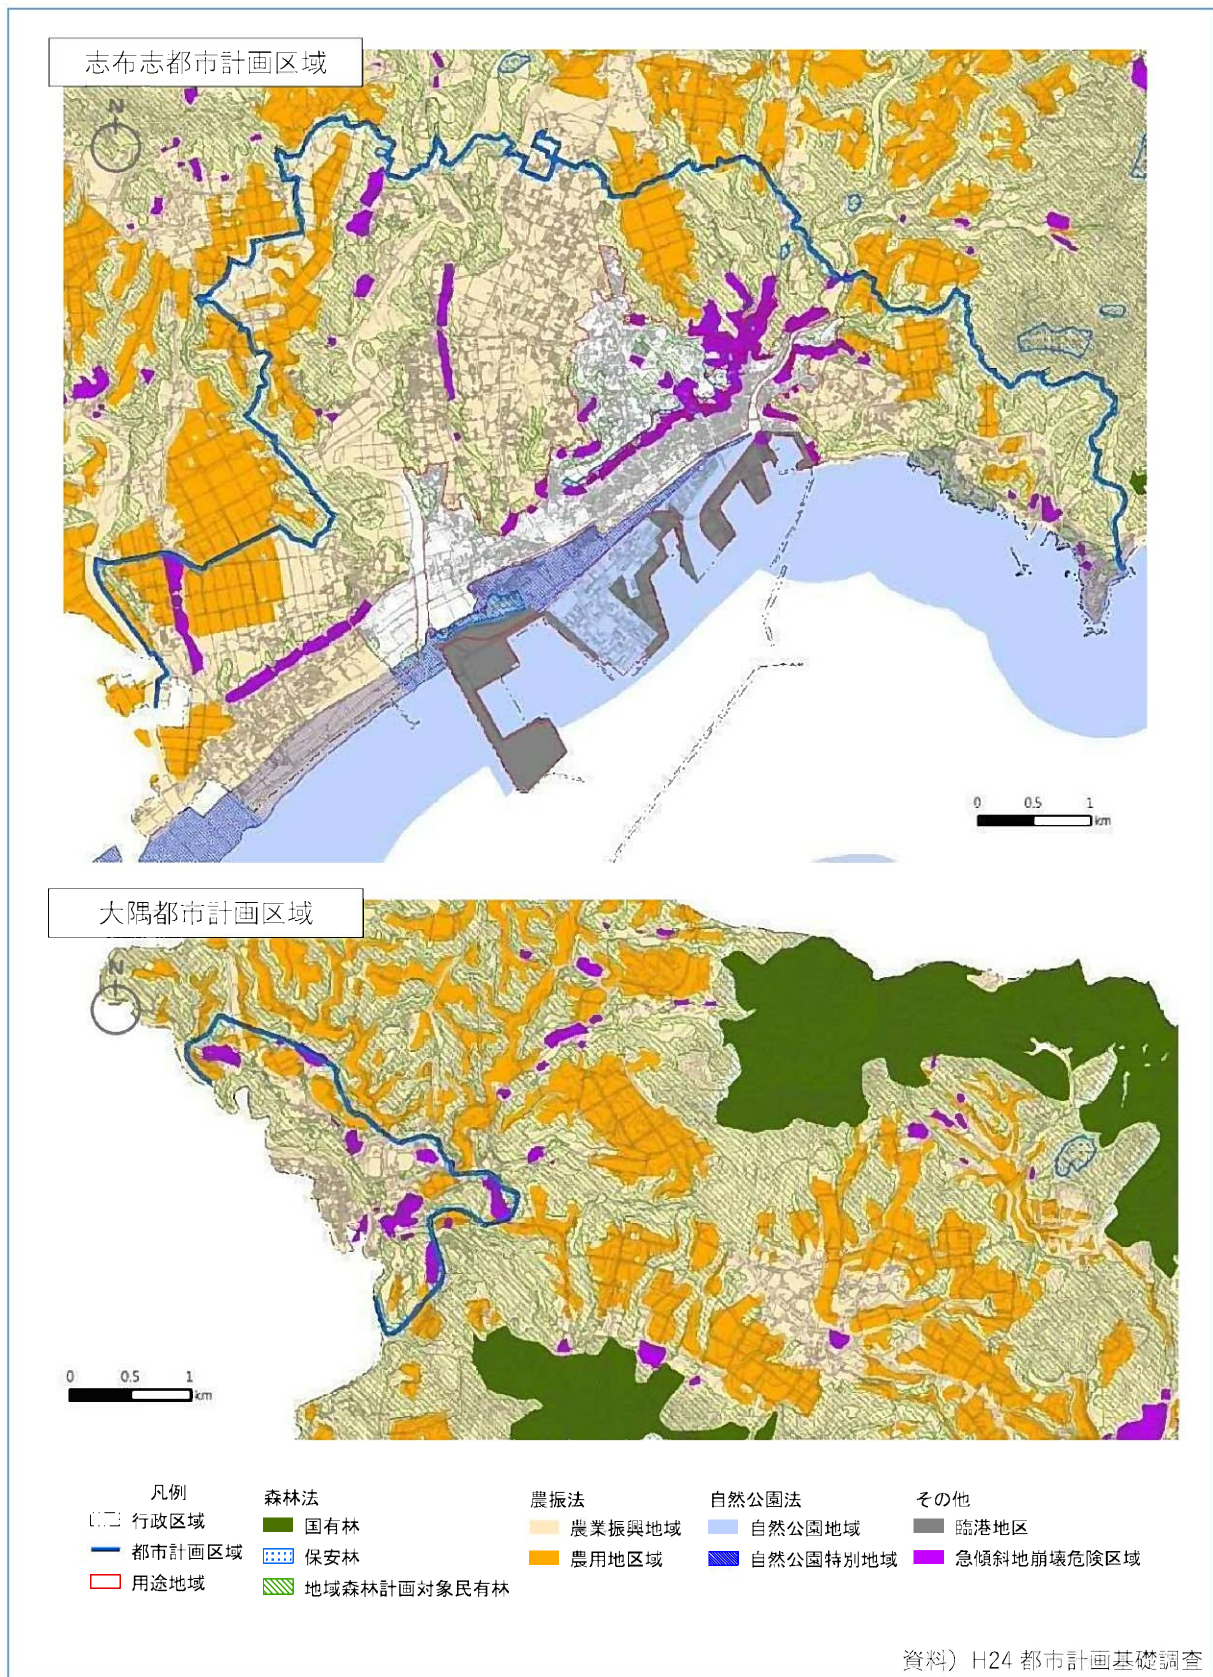 志布志都市計画区域
N
0 0.5 1
km
大隅都市計画区域
N
0 0.5 1
km
凡例
行政区域
都市計画区域
用途地域
森林法
国有林
保安林
地域森林計画対象民有林
農振法
農業振興地域
農用地区域
自然公園法
自然公園地域
自然公園特別地域
その他
臨港地区
急傾斜地崩壊危険区域
資料）H24 都市計画基礎調査